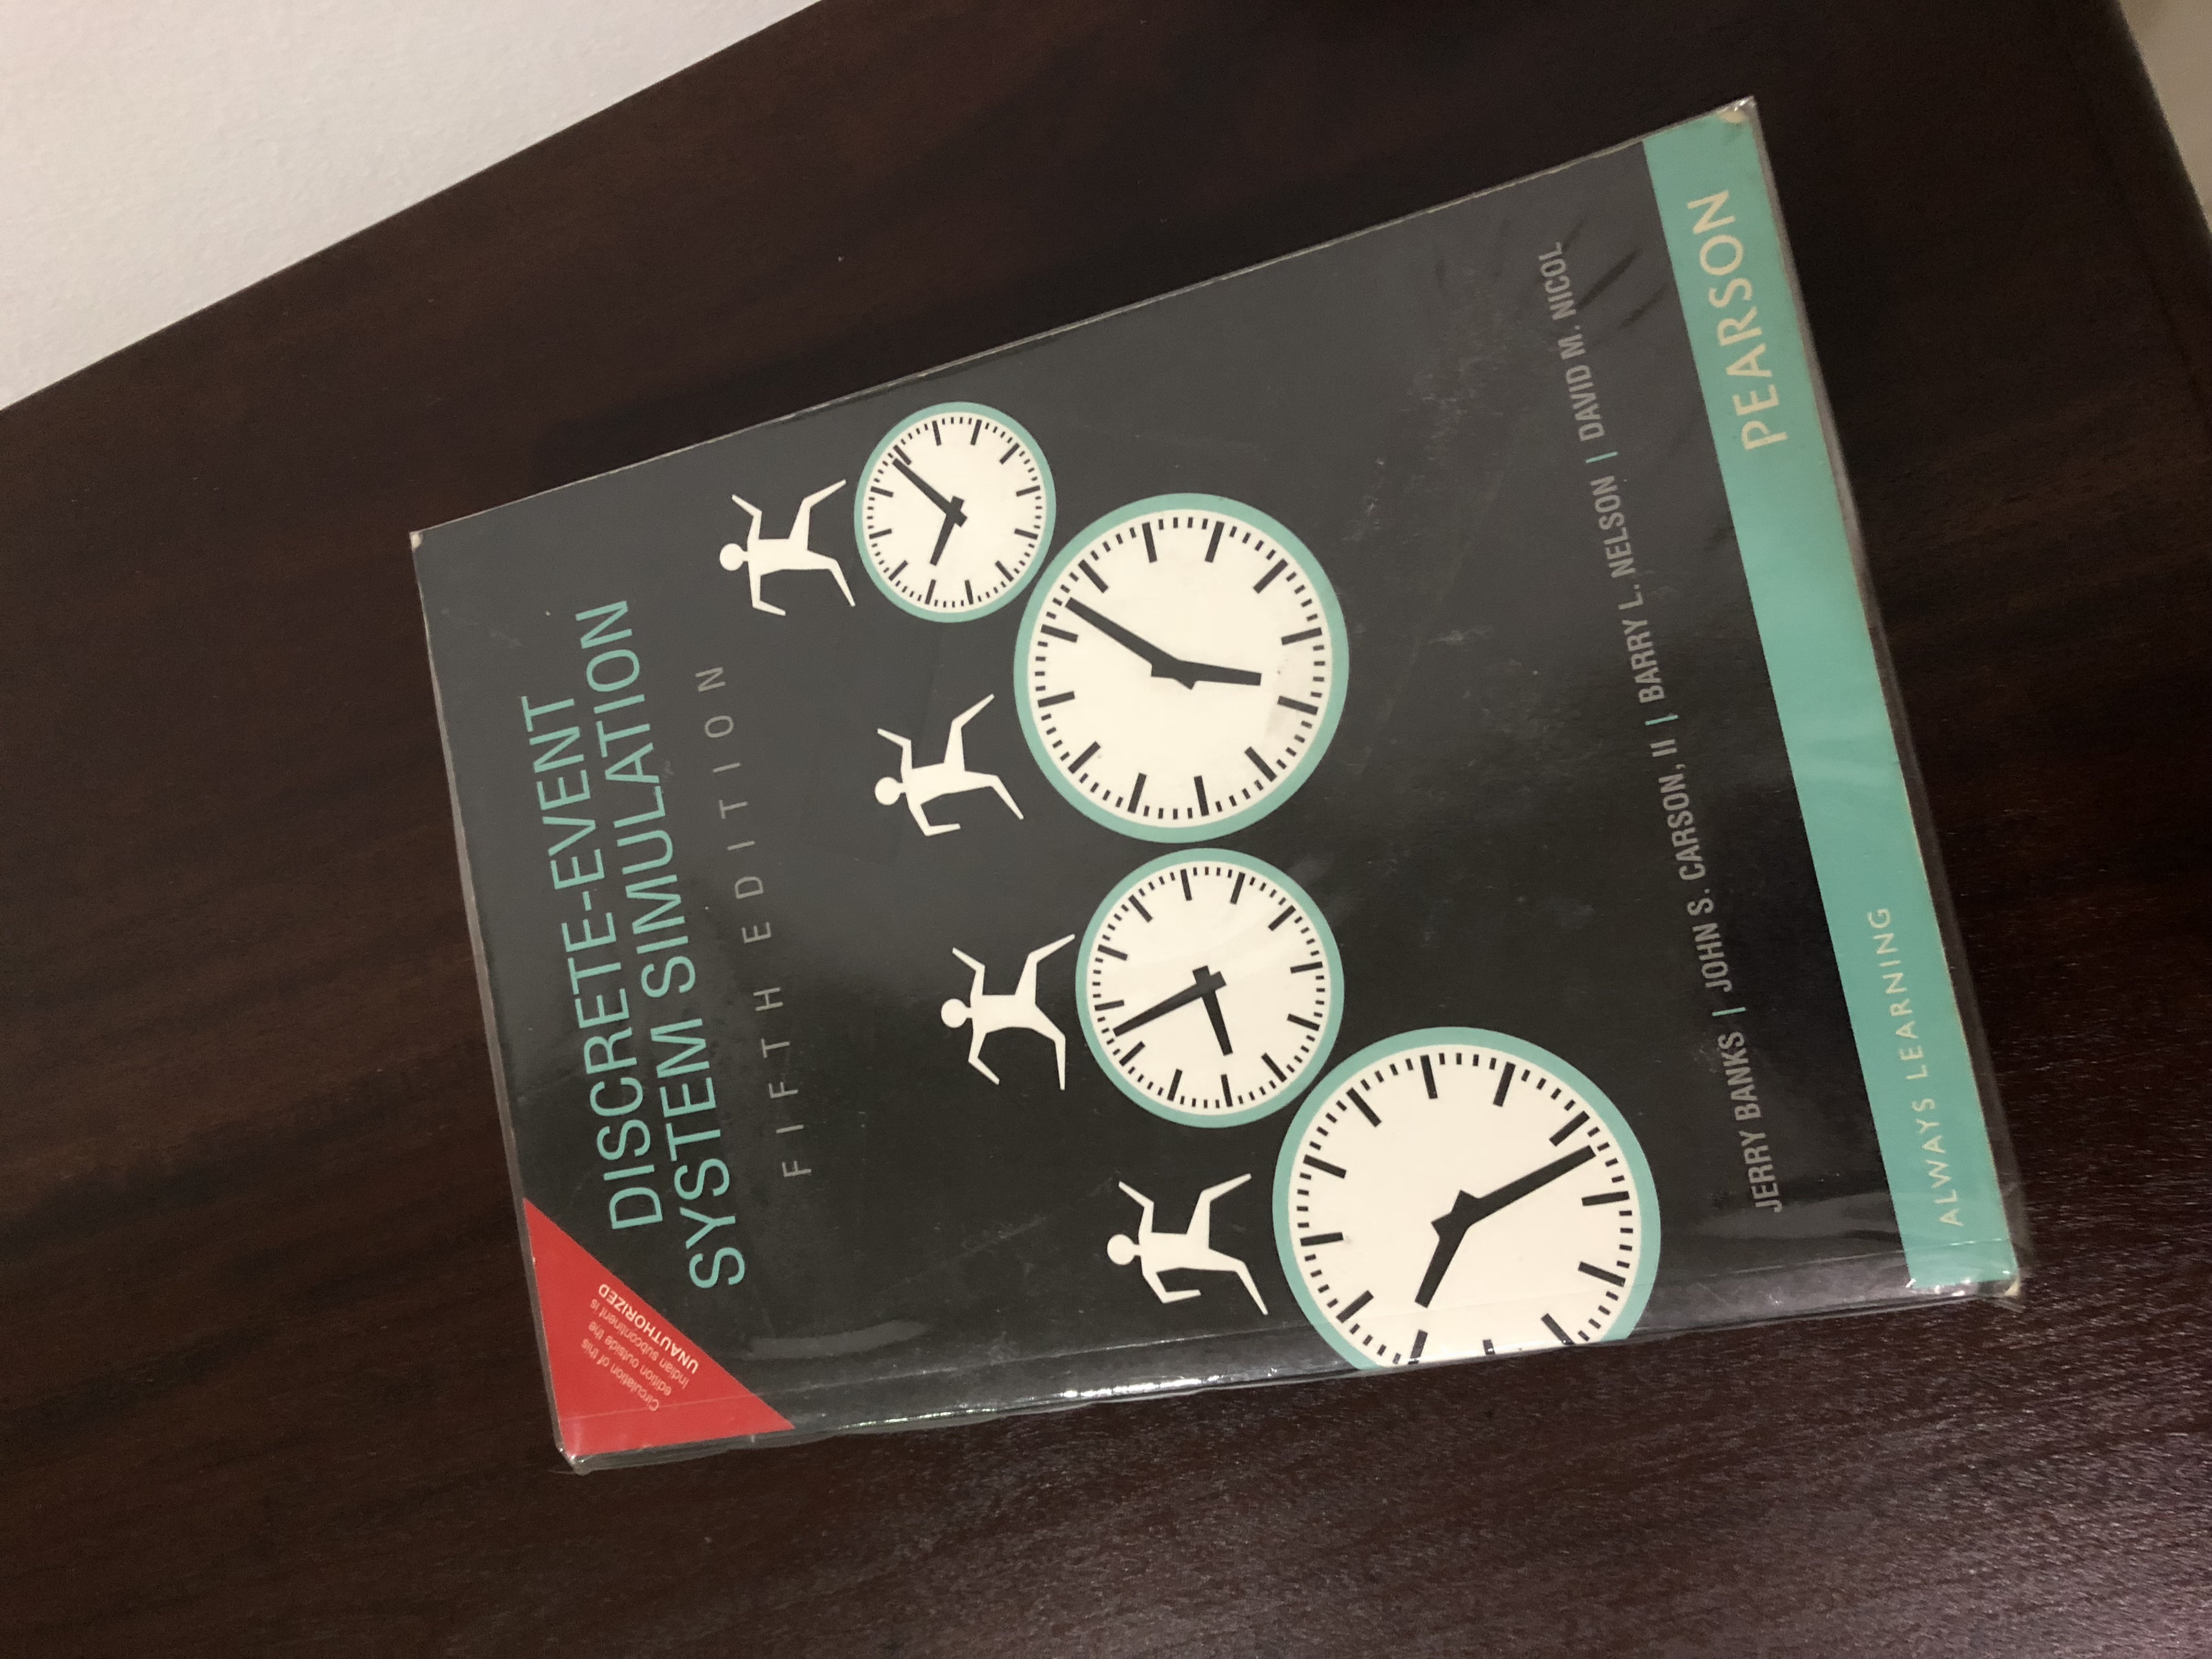 Circulation of this
edition outside the
Indian subcontinent is
UNAUTHORIZED
DISCRETE-EVENT
SYSTEM SIMULATION
FIFTH EDITION
JERRY BANKS | JOHN S. CARSON, II | BARRY L. NELSON | DAVID M. NICOL
PEARSON
ALWAYS LEARNING